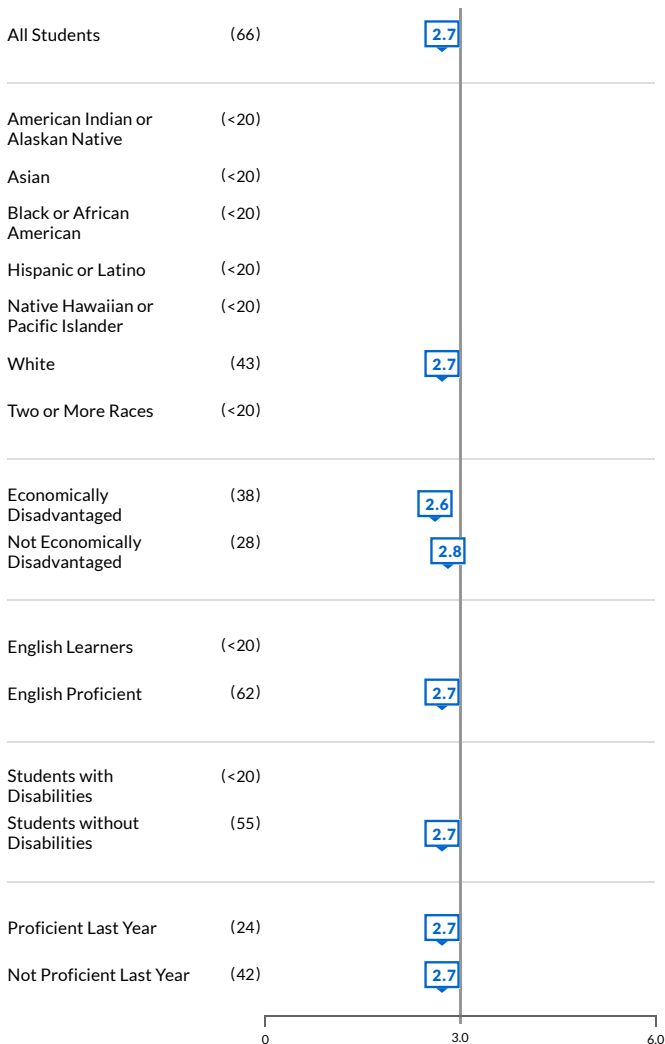 All Students (66) 2.7
American Indian or (<20)
Alaskan Native
Asian (<20)
Black or African (<20)
American
Hispanic or Latino (<20)
Native Hawaiian or (<20)
Pacific Islander
White (43) 2.7
Two or More Races (<20)
Economically (38) 2.6
Disadvantaged
Not Economically (28) 2.8
Disadvantaged
English Learners (<20)
English Proficient (62) 2.7
Students with (<20)
Disabilities
Students without (55) 2.7
Disabilities
Proficient Last Year (24) 2.7
Not Proficient Last Year (42) 2.7
0 3.0 6.0